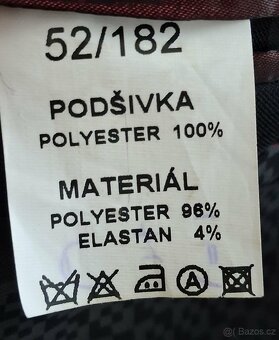 52/182
PODŠIVKA
POLYESTER 100%
MATERIÁL
POLYESTER 96%
ELASTAN 4%
A
Bazos.cz